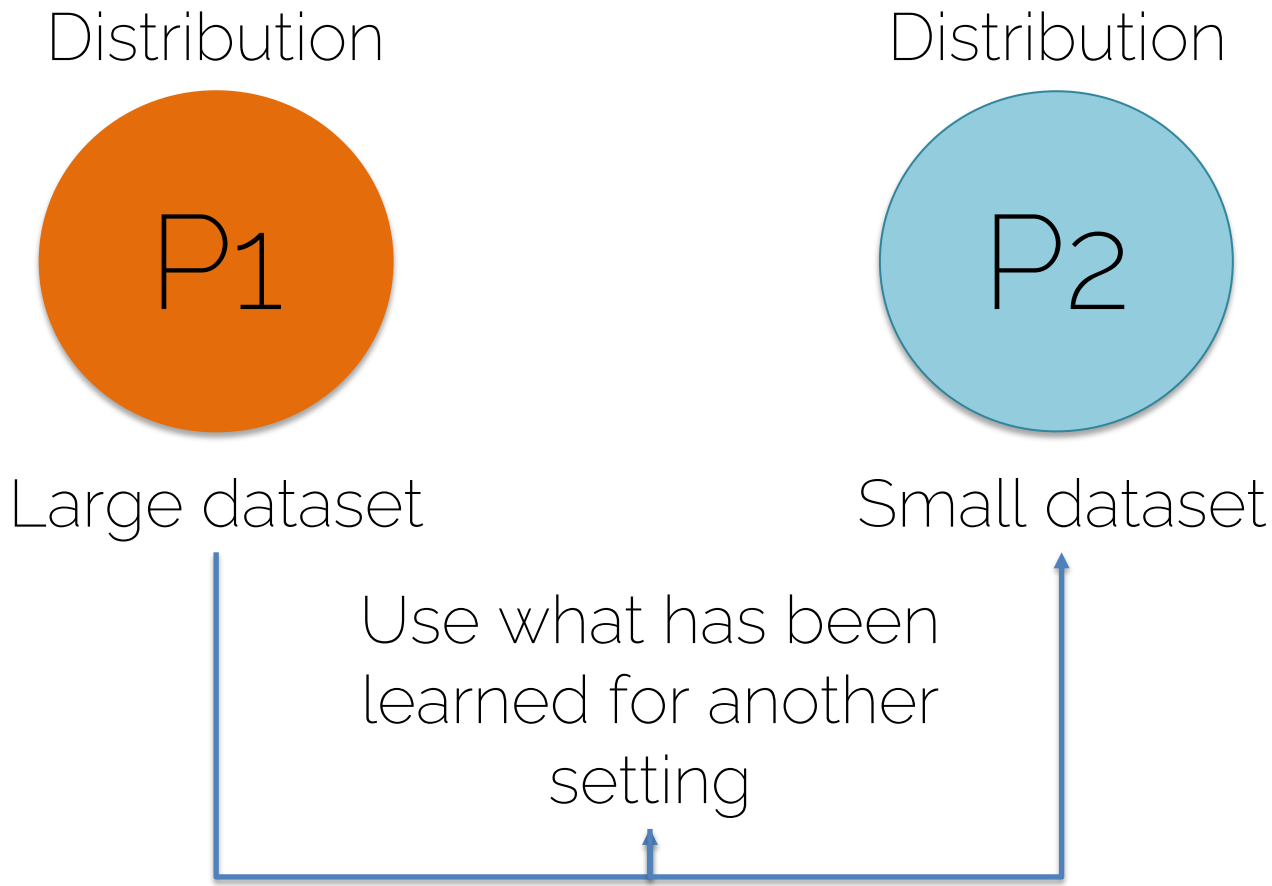 Distribution
Distribution
P1
P2
Large dataset
Small dataset
Use what has been
learned for another
setting